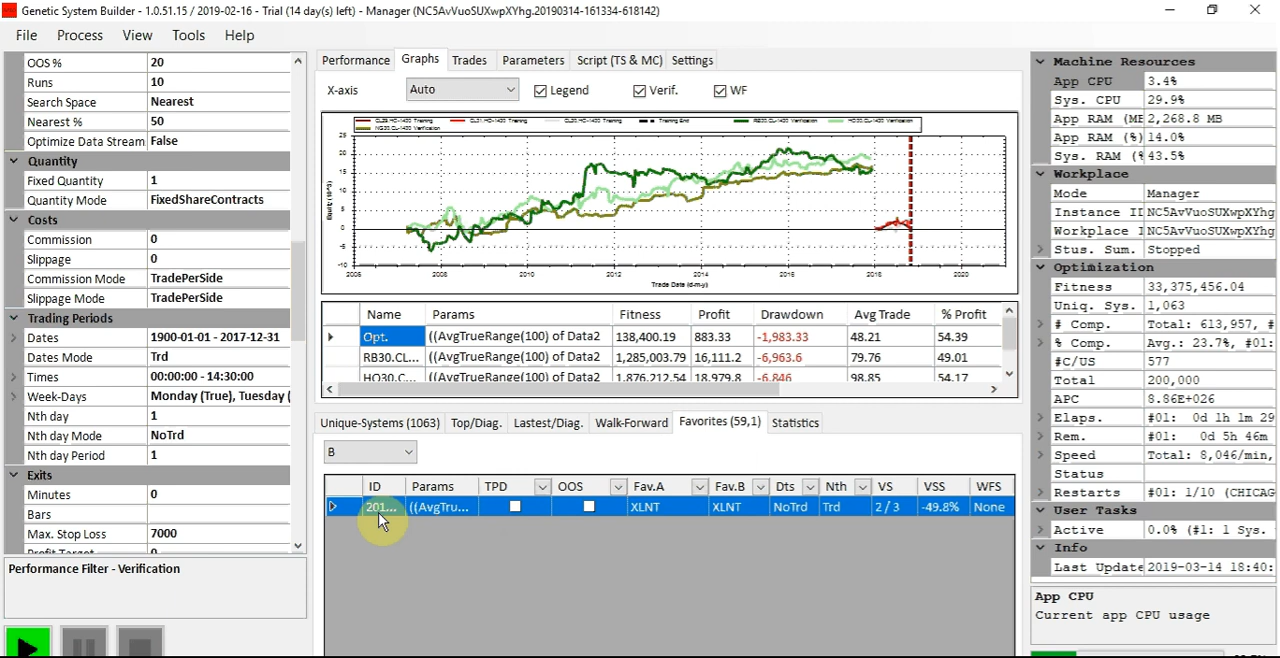 Genetic System Builder - 1.0.51.15 / 2019-02-16 - Trial (14 day(s) left) - Manager (NC5AvVuoSUXwpXYhg.20190314-161334-618142)
File Process View Tools Help
OOS % 20
Runs 10
Search Space Nearest
Nearest % 50
Optimize Data Stream False
Quantity
Fixed Quantity 1
Quantity Mode FixedShareContracts
Costs
Commission 0
Slippage 0
Commission Mode TradePerSide
Slippage Mode TradePerSide
Trading Periods
Dates 1900-01-01 - 2017-12-31
Dates Mode Trd
Times 00:00:00 - 14:30:00
Week-Days Monday (True), Tuesday (
Nth day 1
Nth day Mode NoTrd
Nth day Period 1
Exits
Minutes 0
Bars
Max. Stop Loss 7000
Profit Target 0
Performance Filter - Verification
Performance Graphs Trades Parameters Script (TS & MC) Settings
X-axis Auto Legend Verif. WF
Training End
Equity (10^3)
25
20
15
10
5
0
-5
-10
2006 2008 2010 2012 2014 2016 2018 2020
Trade Date (d-m-y)
Name Params Fitness Profit Drawdown Avg Trade % Profit
Opt. ((AvgTrueRange(100) of Data2 138,400.19 883.33 -1,983.33 48.21 54.39
RB30.CL... ((AvgTrueRange(100) of Data2 1,285,003.79 16,111.2 -6,963.6 79.76 49.01
HO30.C... ((AvgTrueRange(100) of Data2 1,876,212.54 18,979.8 -6,846 98.85 54.17
Unique-Systems (1063) Top/Diag. Lastest/Diag. Walk-Forward Favorites (59,1) Statistics
B
ID Params TPD OOS Fav.A Fav.B Dts Nth VS VSS WFS
201... ((AvgTru... XLNT XLNT NoTrd Trd 2 / 3 -49.8% None
Machine Resources
App CPU 3.4%
Sys. CPU 29.9%
App RAM (MB 2,268.8 MB
App RAM (%) 14.0%
Sys. RAM (% 43.5%
Workplace
Mode Manager
Instance ID NC5AvVuoSUXwpXYhg
Workplace I NC5AvVuoSUXwpXYhg
Stus. Sum. Stopped
Optimization
Fitness 33,375,456.04
Uniq. Sys. 1,063
# Comp. Total: 613,957, #
% Comp. Avg.: 23.7%, #01:
#C/US 577
Total 200,000
APC 8.86E+026
Elaps. #01: 0d 1h 1m 29
Rem. #01: 0d 5h 46m
Speed Total: 8,046/min,
Status
Restarts #01: 1/10 (CHICAG
User Tasks
Active 0.0% (#1: 1 Sys.
Info
Last Update 2019-03-14 18:40:
App CPU
Current app CPU usage